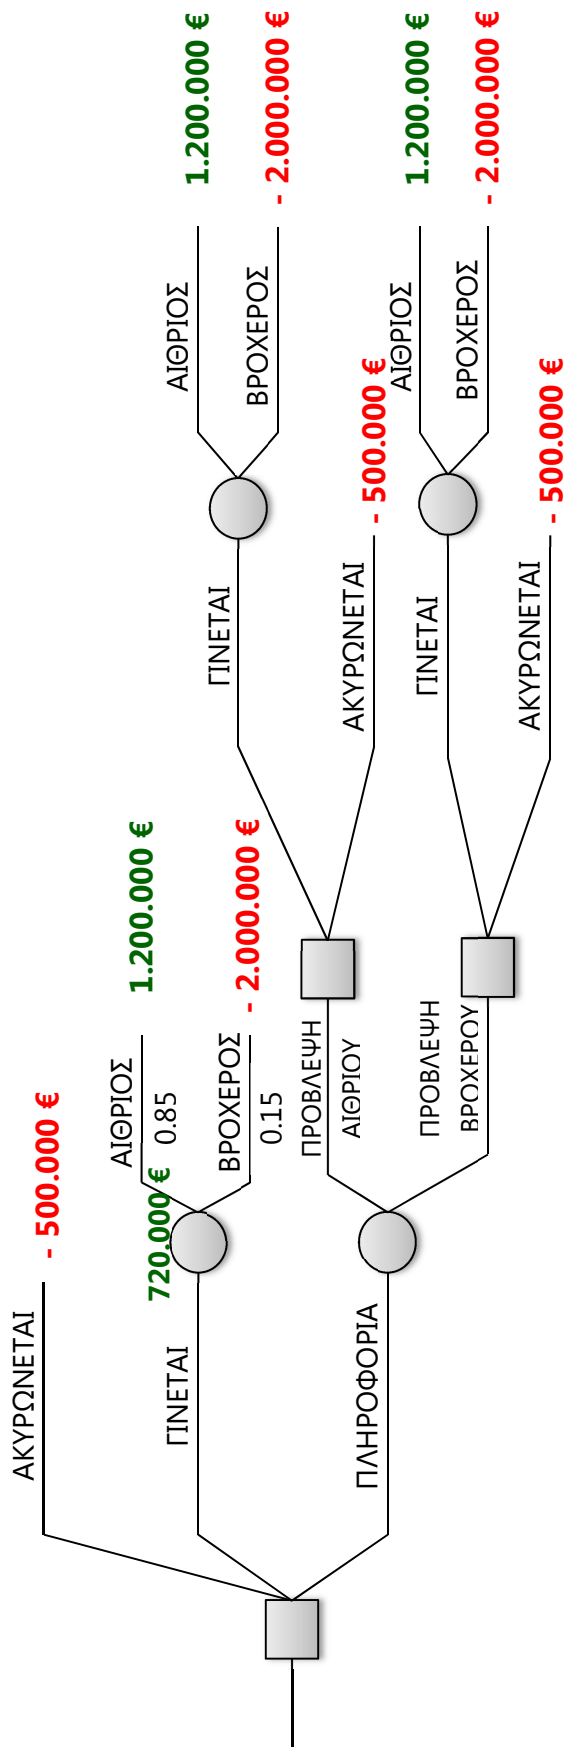 ΑΚΥΡΩΝΕΤΑΙ
- 500.000 €
ΓΙΝΕΤΑΙ
720.000 €
ΑΙΘΡΙΟΣ
0.85
1.200.000 €
ΒΡΟΧΕΡΟΣ
0.15
- 2.000.000 €
ΠΛΗΡΟΦΟΡΙΑ
ΠΡΟΒΛΕΨΗ
ΑΙΘΡΙΟΥ
ΓΙΝΕΤΑΙ
ΑΙΘΡΙΟΣ
1.200.000 €
ΒΡΟΧΕΡΟΣ
- 2.000.000 €
ΑΚΥΡΩΝΕΤΑΙ
- 500.000 €
ΠΡΟΒΛΕΨΗ
ΒΡΟΧΕΡΟΥ
ΓΙΝΕΤΑΙ
ΑΙΘΡΙΟΣ
1.200.000 €
ΒΡΟΧΕΡΟΣ
- 2.000.000 €
ΑΚΥΡΩΝΕΤΑΙ
- 500.000 €